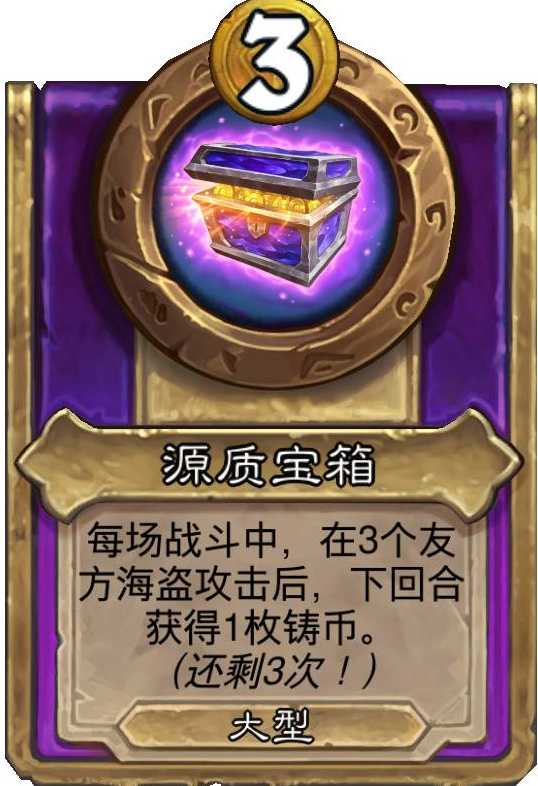 3
源质宝箱
每场战斗中，在3个友
方海盗攻击后，下回合
获得1枚铸币。
（还剩3次！）
大型